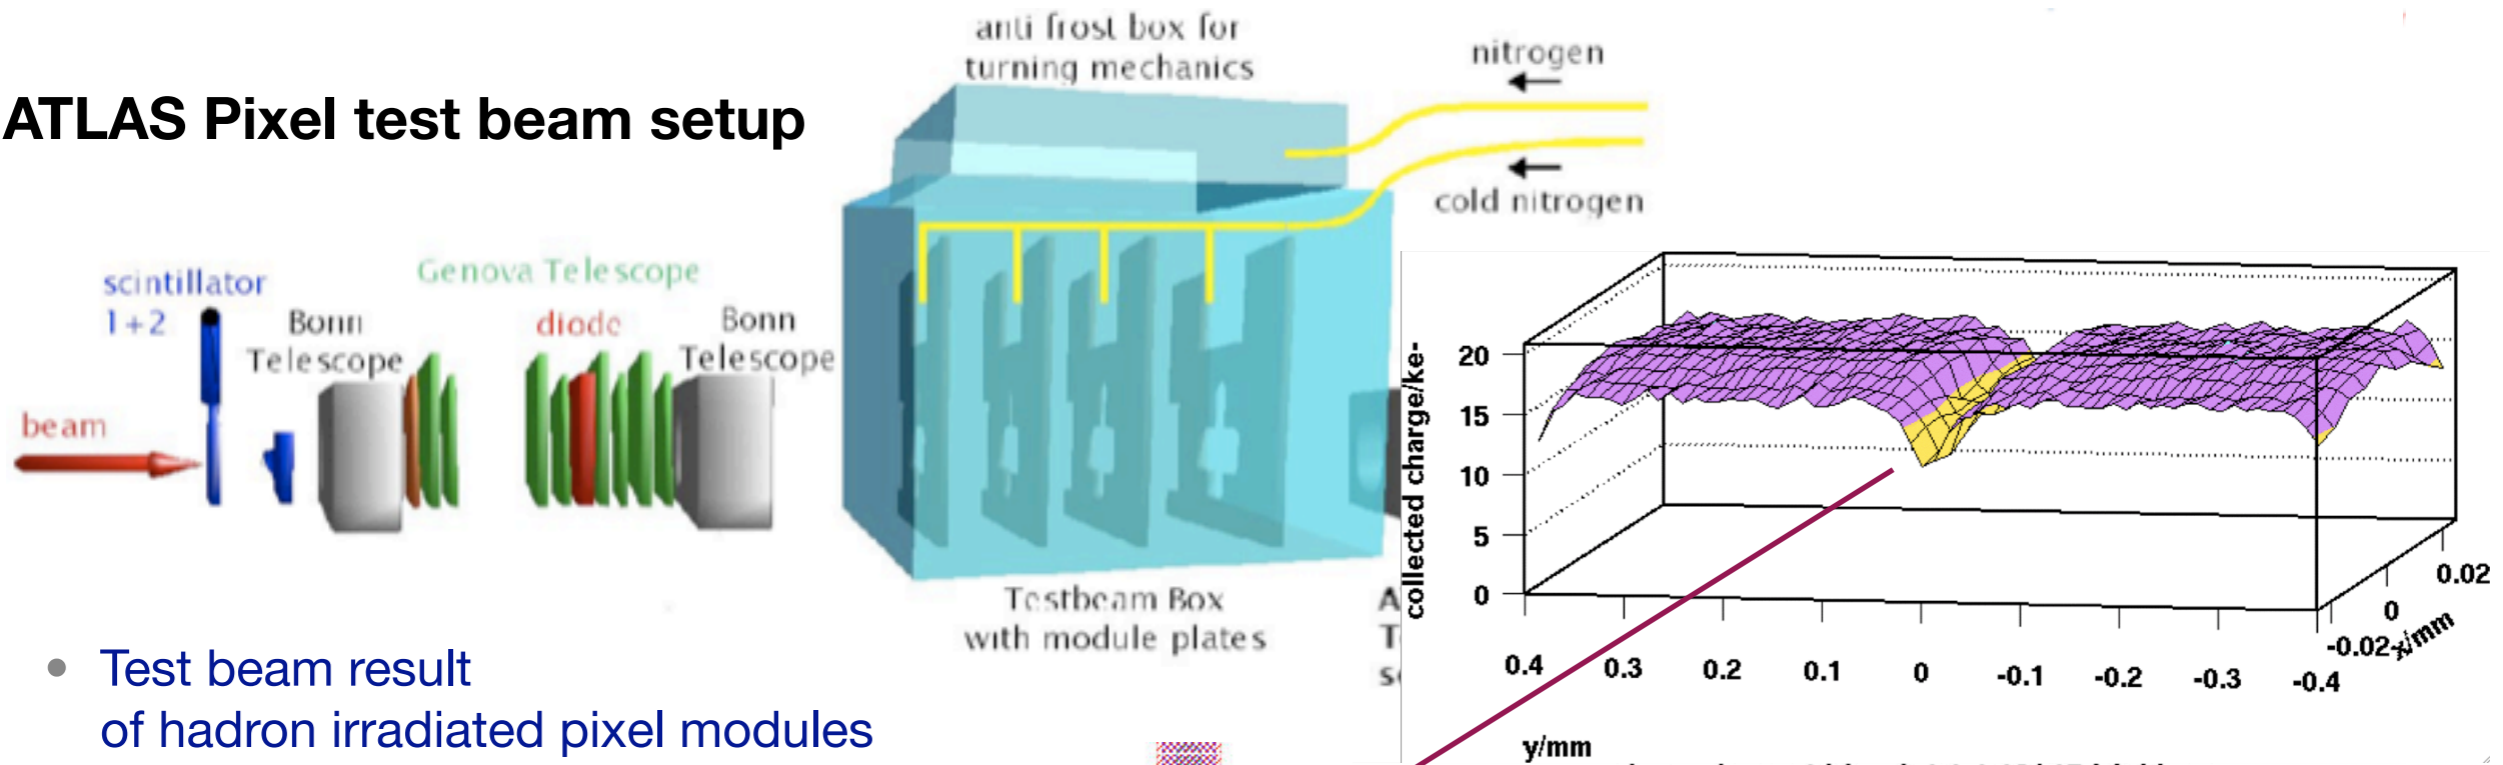 anti frost box for
turning mechanics
nitrogen
ATLAS Pixel test beam setup
cold nitrogen
scintillator
1+2
Genova Telescope
Bonn
Telescope
diode
Bonn
Telescope
beam
Testbeam Box
with module plates
collected charge/ke-
20
15
10
5
0
0.4
0.3
0.2
0.1
0
-0.1
-0.2
-0.3
-0.4
y/mm
-0.02
0
0.02
x/mm
• Test beam result
of hadron irradiated pixel modules